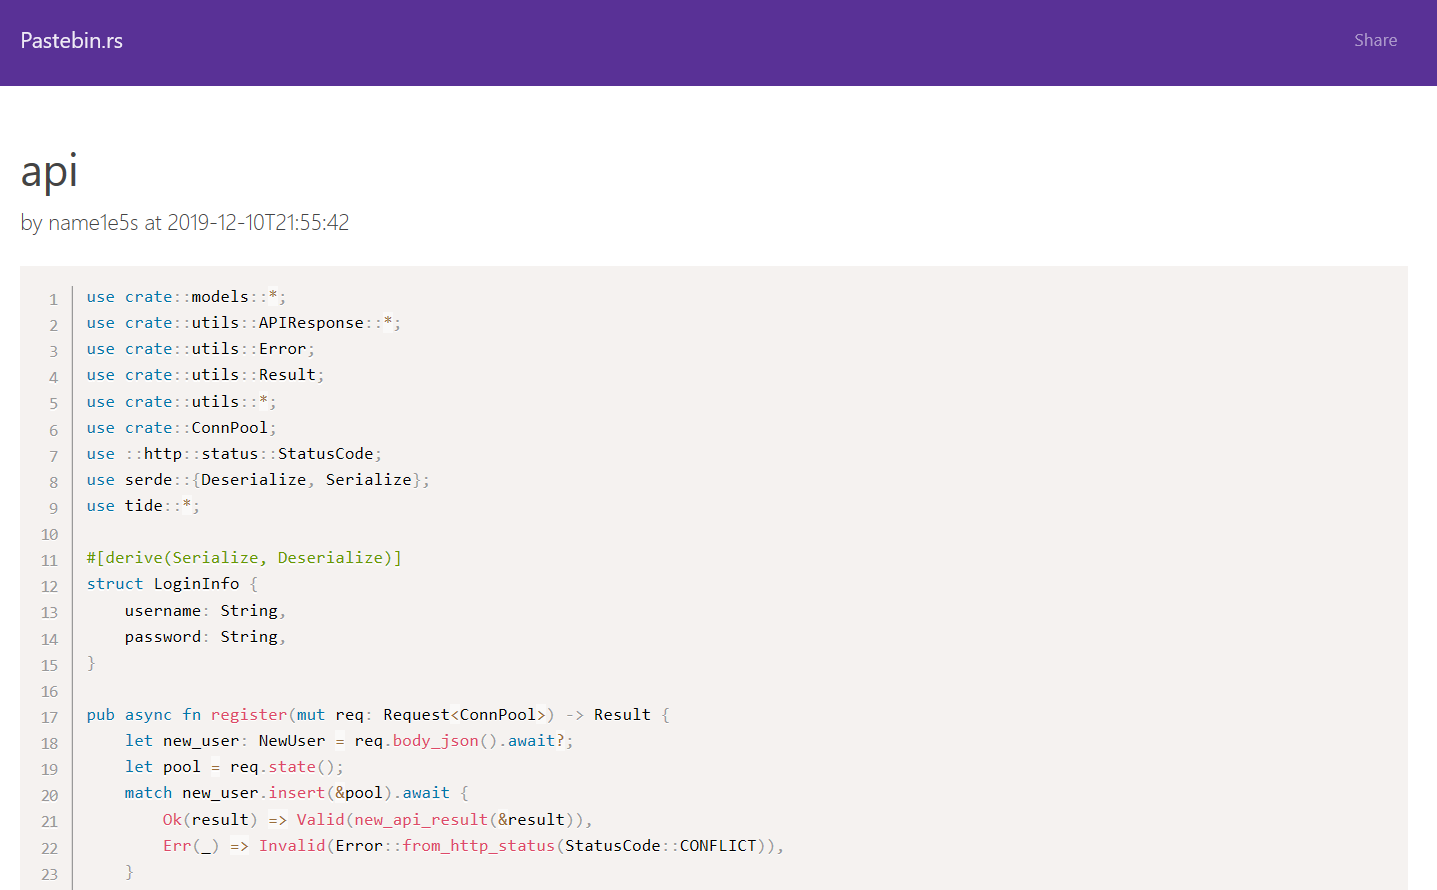 Pastebin.rs
Share
api
by name1e5s at 2019-12-10T21:55:42
1 use crate::models::*;
2 use crate::utils::APIResponse::*;
3 use crate::utils::Error;
4 use crate::utils::Result;
5 use crate::utils::*;
6 use crate::ConnPool;
7 use ::http::status::StatusCode;
8 use serde::{Deserialize, Serialize};
9 use tide::*;
10
11 #[derive(Serialize, Deserialize)]
12 struct LoginInfo {
13     username: String,
14     password: String,
15 }
16
17 pub async fn register(mut req: Request<ConnPool>) -> Result {
18     let new_user: NewUser = req.body_json().await?;
19     let pool = req.state();
20     match new_user.insert(&pool).await {
21         Ok(result) => Valid(new_api_result(&result)),
22         Err(_) => Invalid(Error::from_http_status(StatusCode::CONFLICT)),
23     }